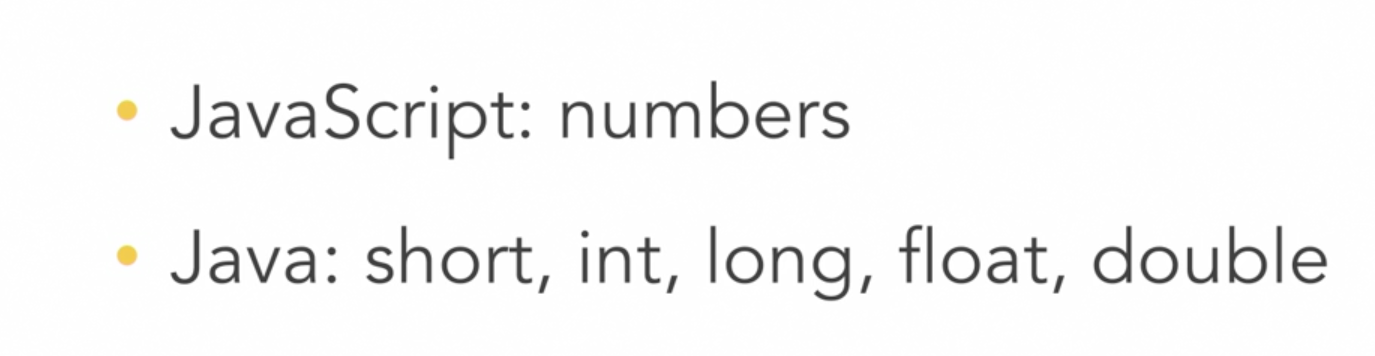 • JavaScript: numbers
• Java: short, int, long, float, double